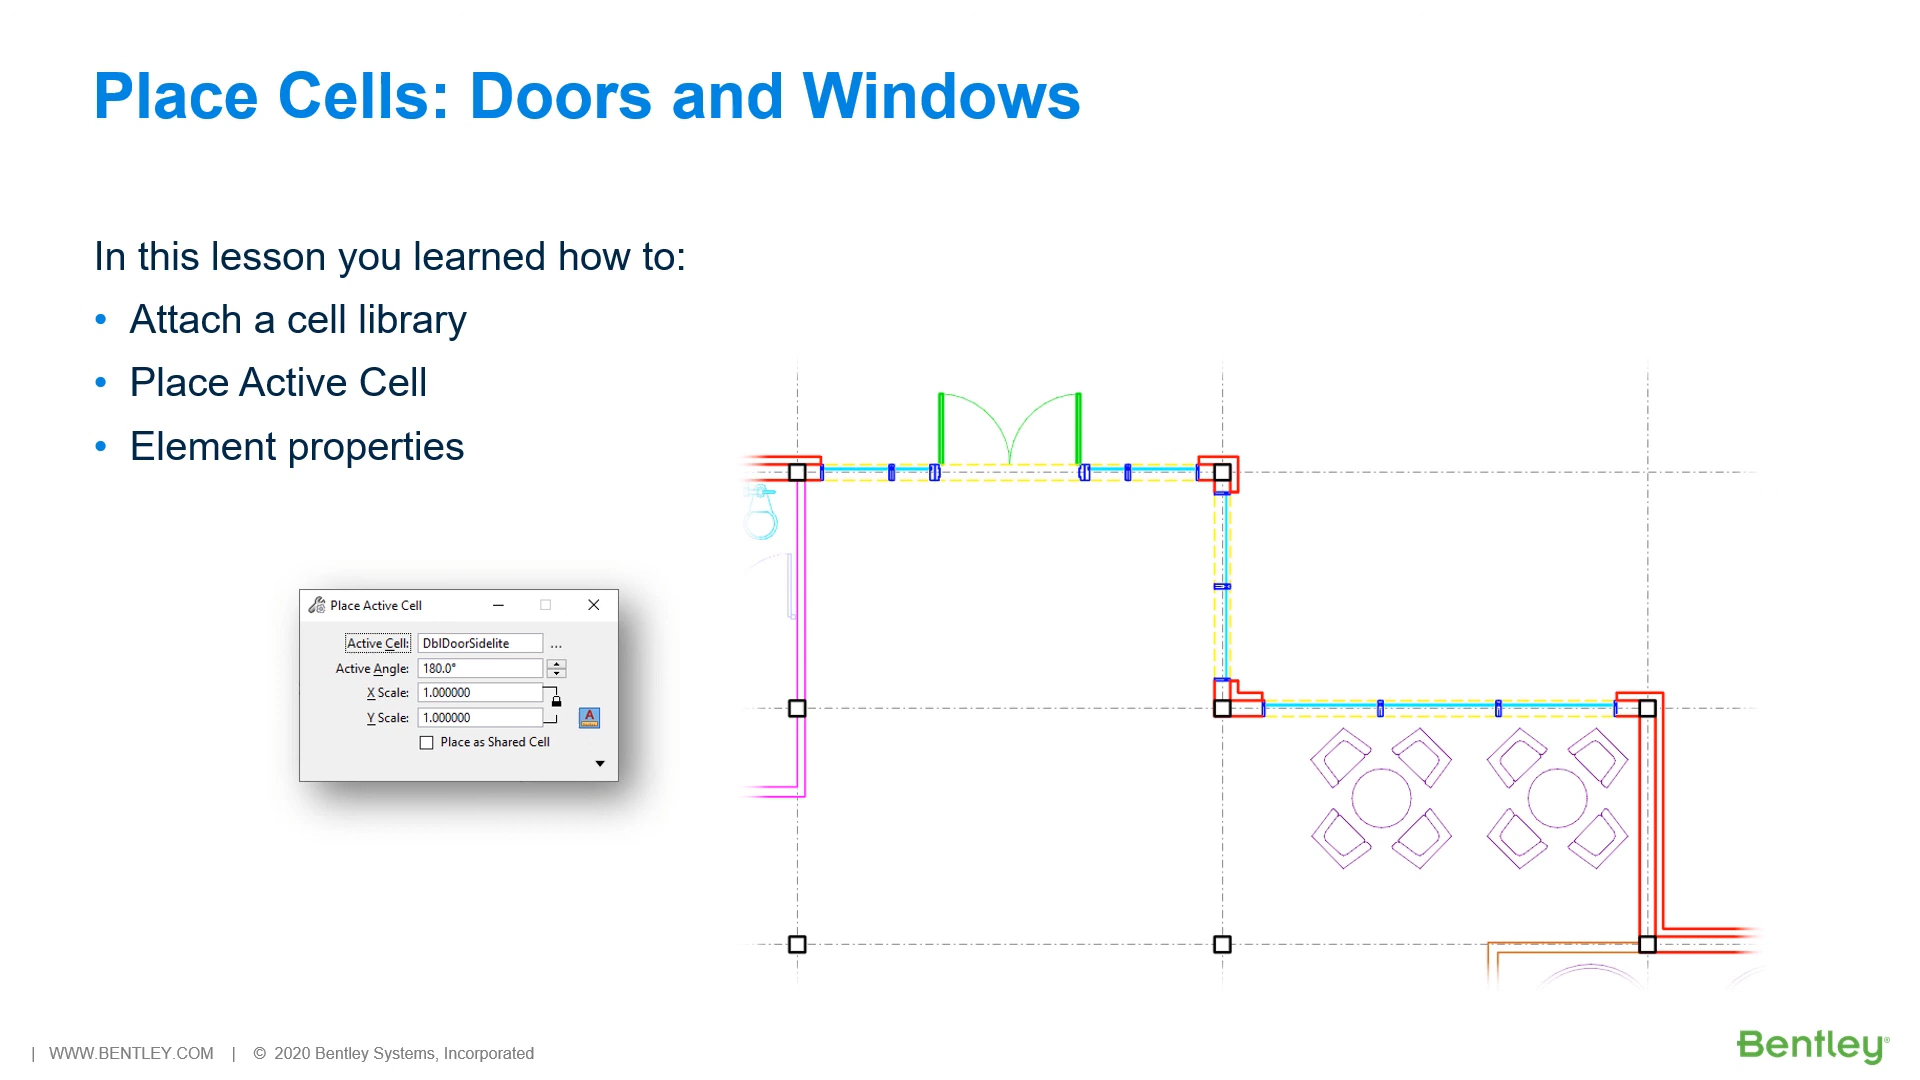 Place Cells: Doors and Windows
In this lesson you learned how to:
• Attach a cell library
• Place Active Cell
• Element properties
Place Active Cell
Active Cell: DblDoorSidelite ...
Active Angle: 180.0°
X Scale: 1.000000
Y Scale: 1.000000
A
Place as Shared Cell
| WWW.BENTLEY.COM | © 2020 Bentley Systems, Incorporated
Bentley®